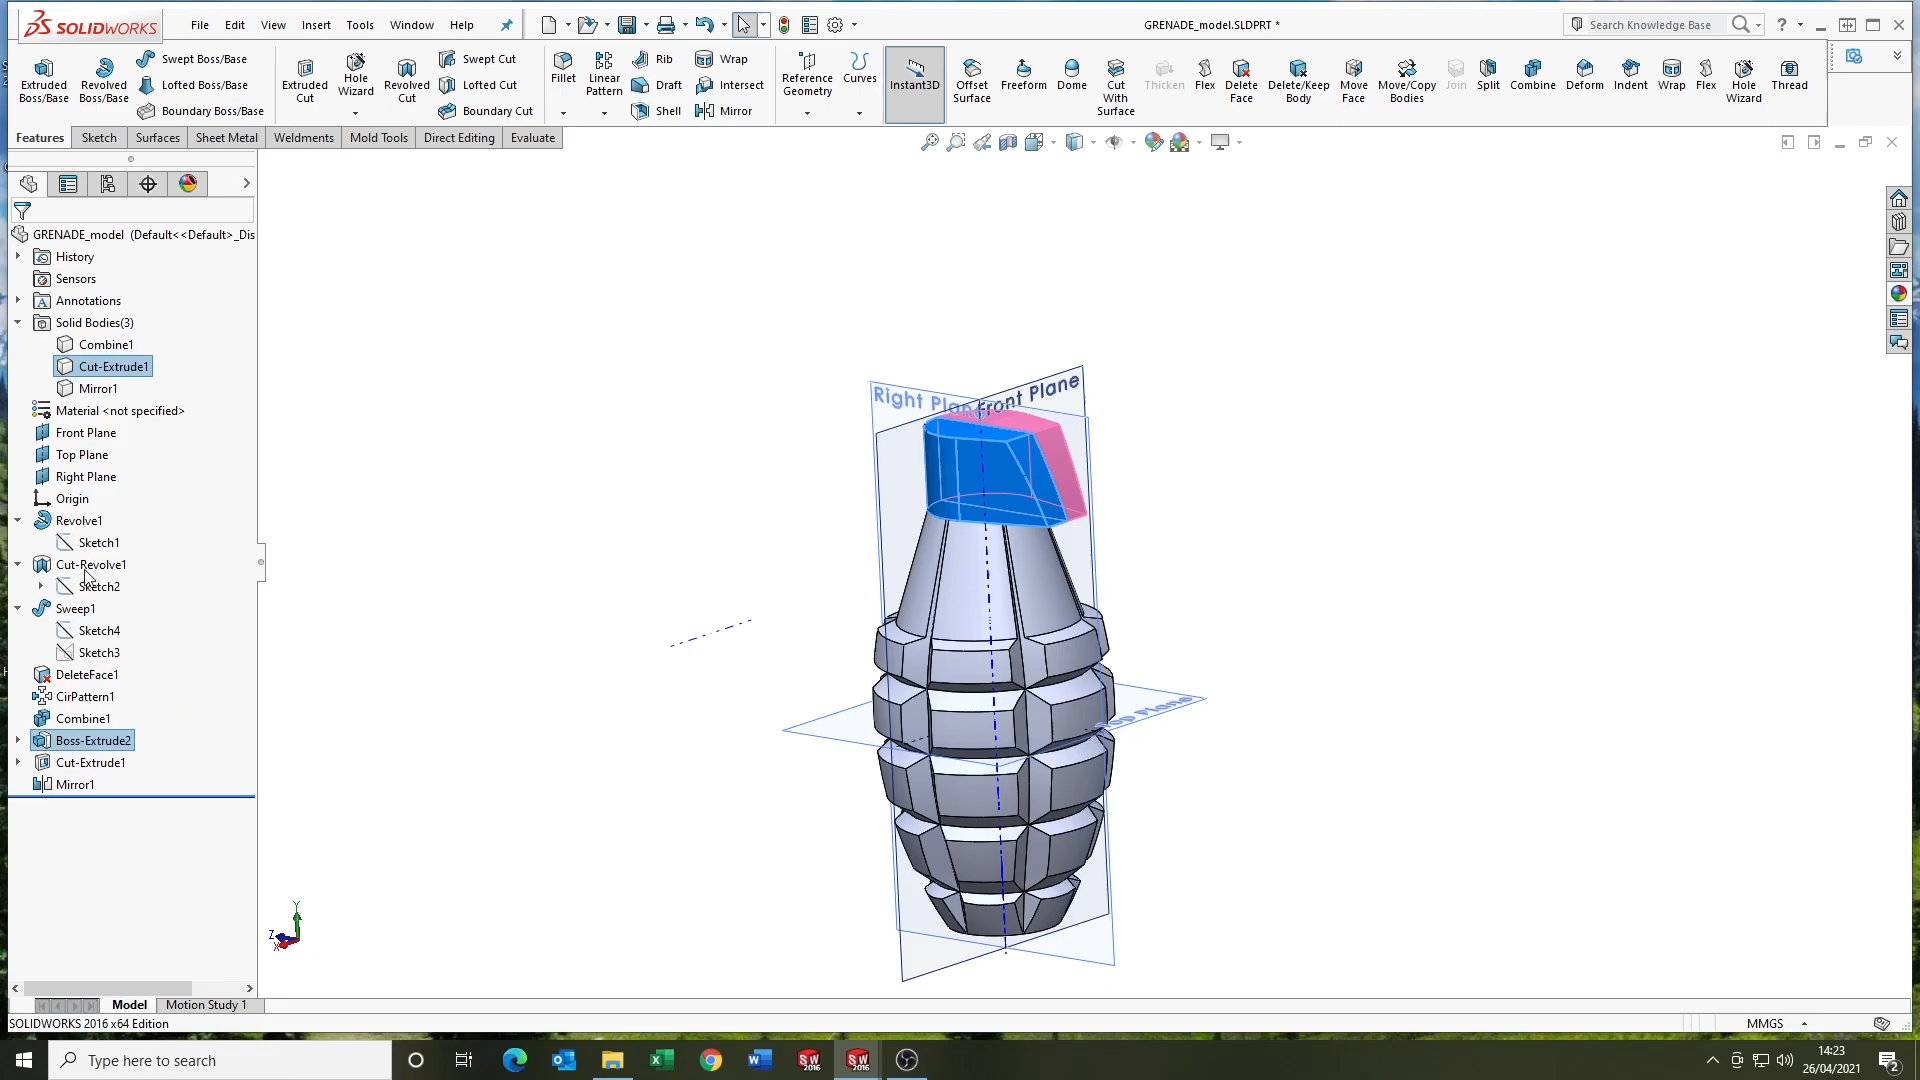 SOLIDWORKS File Edit View Insert Tools Window Help GRENADE_model.SLDPRT * Search Knowledge Base ?
Extruded Boss/Base
Revolved Boss/Base
Swept Boss/Base
Lofted Boss/Base
Boundary Boss/Base
Extruded Cut
Hole Wizard
Revolved Cut
Swept Cut
Lofted Cut
Boundary Cut
Fillet
Linear Pattern
Rib
Draft
Shell
Wrap
Intersect
Mirror
Reference Geometry
Curves
Instant3D
Offset Surface
Freeform
Dome
Cut With Surface
Thicken
Flex
Delete Face
Delete/Keep Body
Move Face
Move/Copy Bodies
Join
Split
Combine
Deform
Indent
Wrap
Flex
Hole Wizard
Thread
Features Sketch Surfaces Sheet Metal Weldments Mold Tools Direct Editing Evaluate
GRENADE_model (Default<<Default>_Dis
History
Sensors
Annotations
Solid Bodies(3)
Combine1
Cut-Extrude1
Mirror1
Material <not specified>
Front Plane
Top Plane
Right Plane
Origin
Revolve1
Sketch1
Cut-Revolve1
Sketch2
Sweep1
Sketch4
Sketch3
DeleteFace1
CirPattern1
Combine1
Boss-Extrude2
Cut-Extrude1
Mirror1
Right Plane
Front Plane
Top Plane
Y
Z
X
Model Motion Study 1
SOLIDWORKS 2016 x64 Edition MMGS
Type here to search
SW 2016
SW 2016
14:23
26/04/2021
2